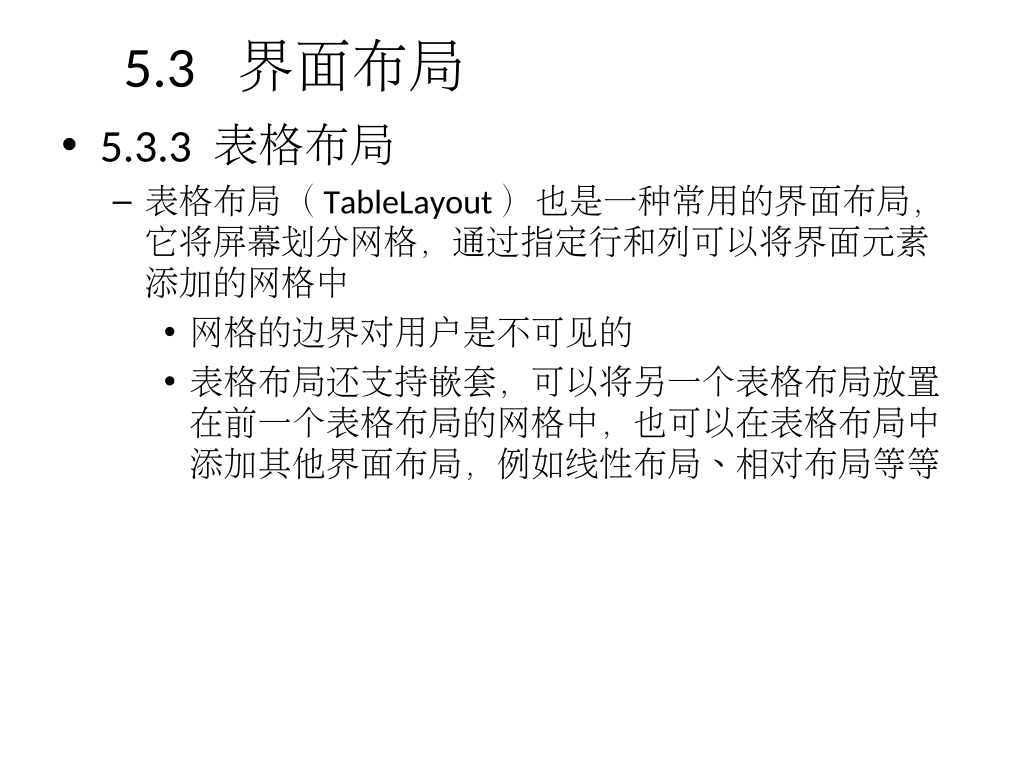 5.3 界面布局
• 5.3.3 表格布局
– 表格布局（TableLayout）也是一种常用的界面布局，
它将屏幕划分网格，通过指定行和列可以将界面元素
添加的网格中
• 网格的边界对用户是不可见的
• 表格布局还支持嵌套，可以将另一个表格布局放置
在前一个表格布局的网格中，也可以在表格布局中
添加其他界面布局，例如线性布局、相对布局等等